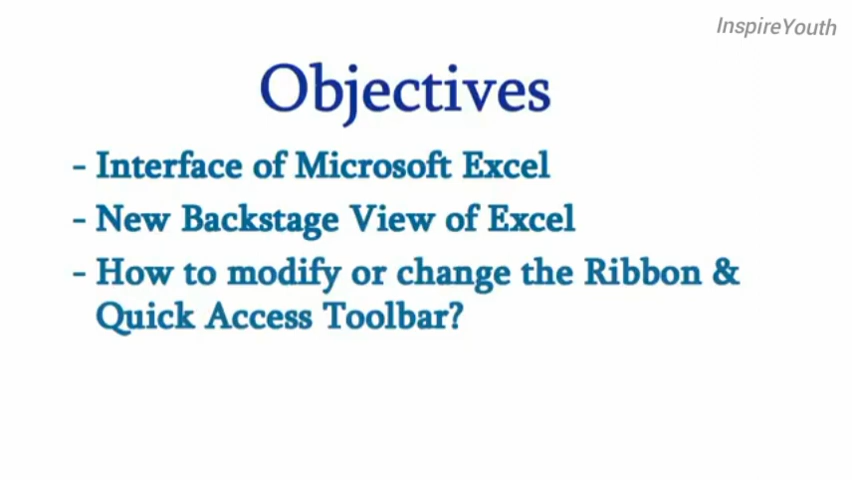 InspireYouth
Objectives
- Interface of Microsoft Excel
- New Backstage View of Excel
- How to modify or change the Ribbon &
Quick Access Toolbar?